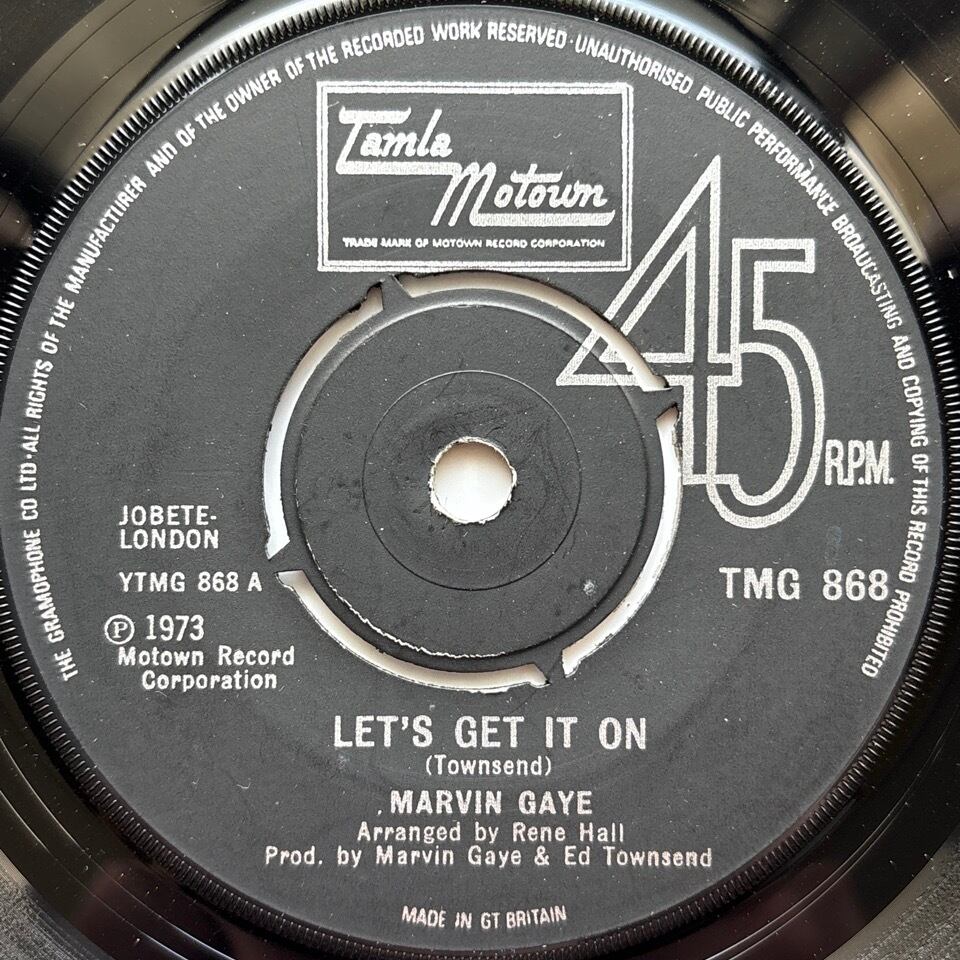 THE GRAMOPHONE CO LTD·ALL RIGHTS OF THE MANUFACTURER AND OF THE OWNER OF THE RECORDED WORK RESERVED·UNAUTHORISED PUBLIC PERFORMANCE BROADCASTING AND COPYING OF THIS RECORD PROHIBITED
Tamla
Motown
TRADE MARK OF MOTOWN RECORD CORPORATION
45
R.P.M.
JOBETE-
LONDON
YTMG 868 A
℗ 1973
Motown Record
Corporation
TMG 868
LET'S GET IT ON
(Townsend)
MARVIN GAYE
Arranged by Rene Hall
Prod. by Marvin Gaye & Ed Townsend
MADE IN GT BRITAIN